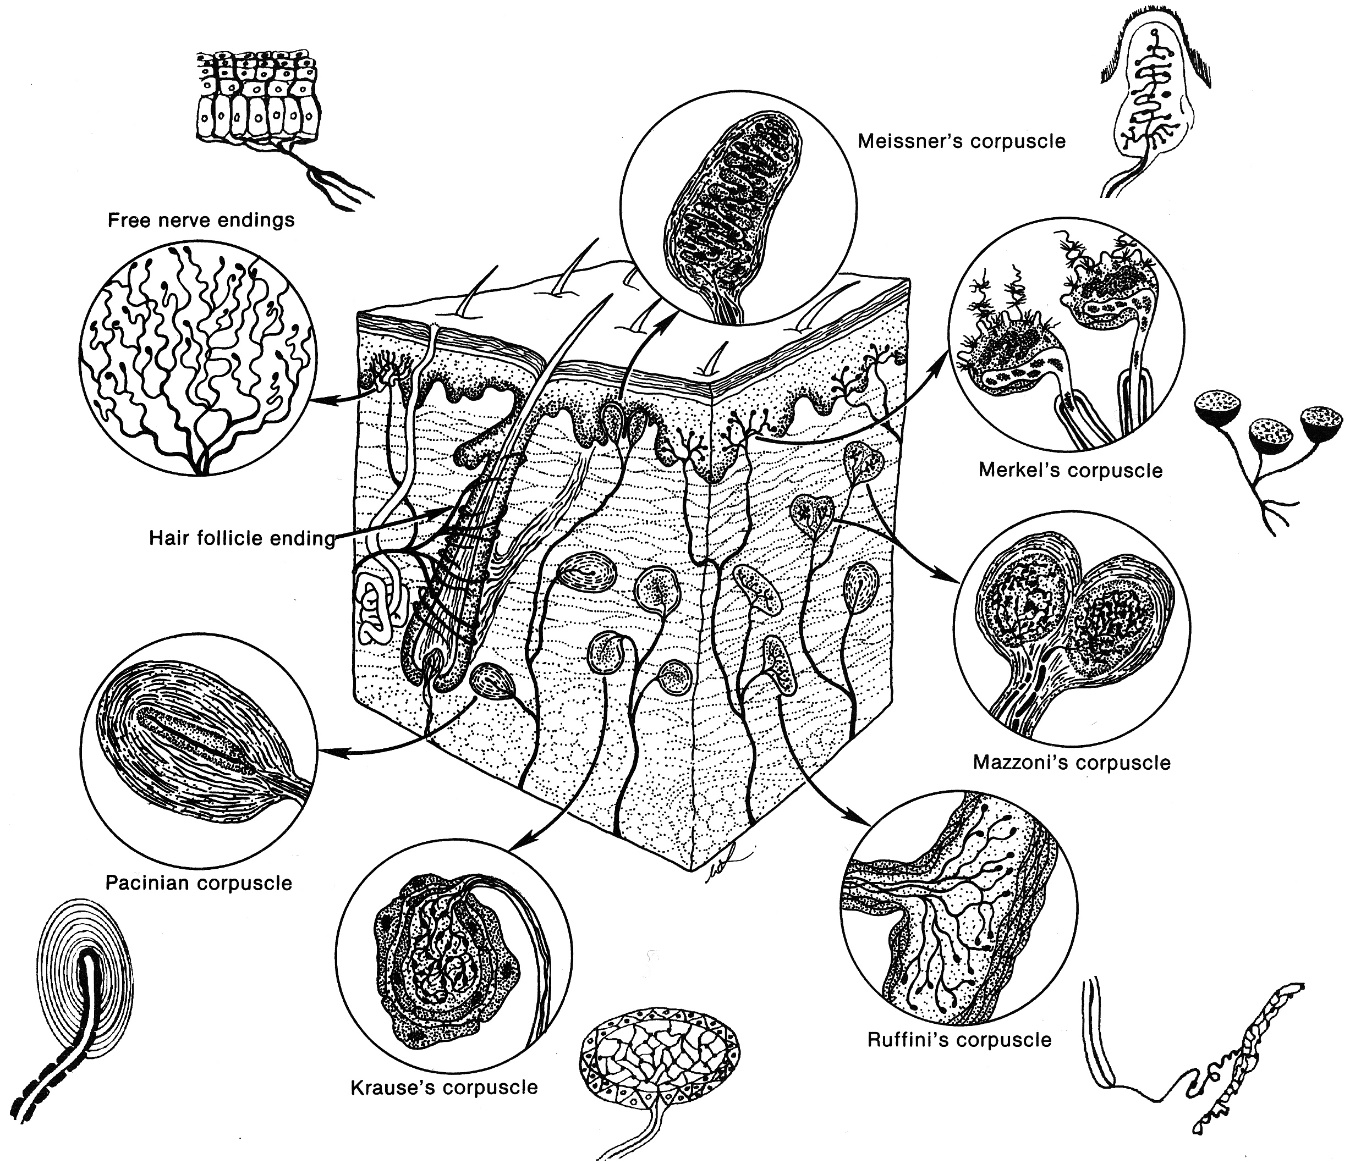 Meissner's corpuscle
Free nerve endings
Merkel's corpuscle
Hair follicle ending
Mazzoni's corpuscle
Pacinian corpuscle
Ruffini's corpuscle
Krause's corpuscle